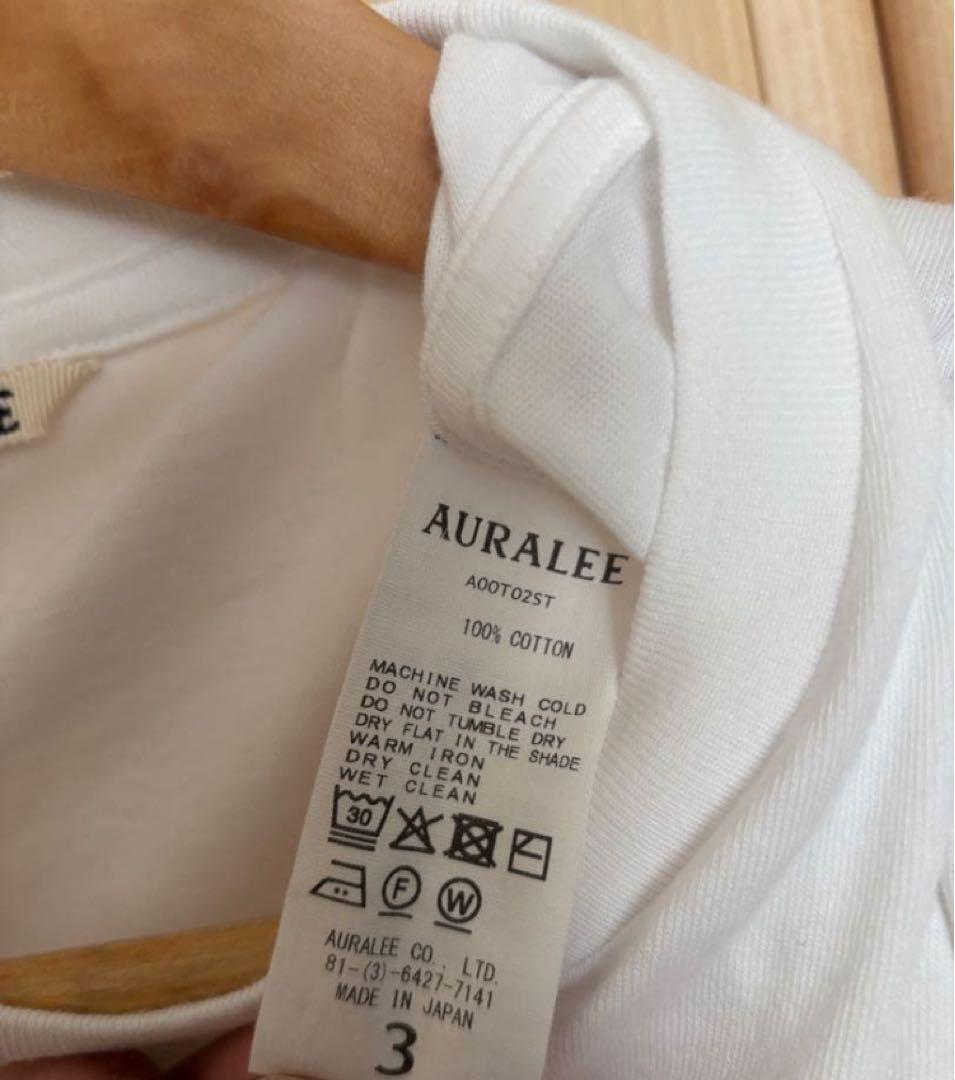 E
AURALEE
A00T02ST
100% COTTON
MACHINE WASH COLD
DO NOT BLEACH
DO NOT TUMBLE DRY
DRY FLAT IN THE SHADE
WARM IRON
DRY CLEAN
WET CLEAN
30
F W
AURALEE CO., LTD.
81-(3)-6427-7141
MADE IN JAPAN
3